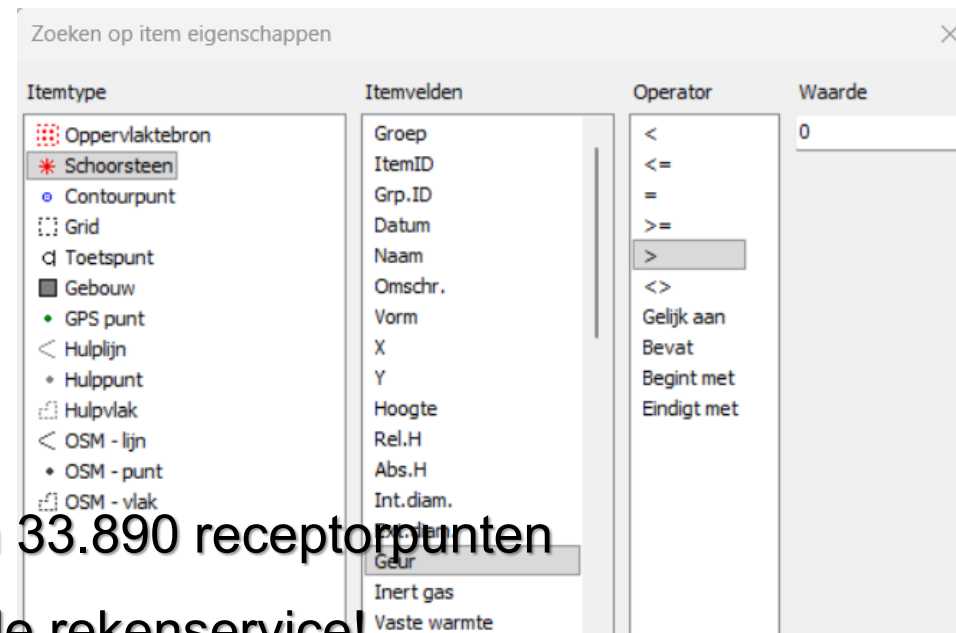 Zoeken op item eigenschappen
Itemtype
Oppervlaktebron
Schoorsteen
Contourpunt
Grid
Toetspunt
Gebouw
GPS punt
Hulplijn
Hulppunt
Hulpvlak
OSM - lijn
OSM - punt
OSM - vlak
Itemvelden
Groep
ItemID
Grp.ID
Datum
Naam
Omschr.
Vorm
X
Y
Hoogte
Rel.H
Abs.H
Int.diam.
Ext.diam.
Geur
Inert gas
Vaste warmte
Operator
<
<=
=
>=
>
<>
Gelijk aan
Bevat
Begint met
Eindigt met
Waarde
0
33.890 receptorpunten
rekenservice!